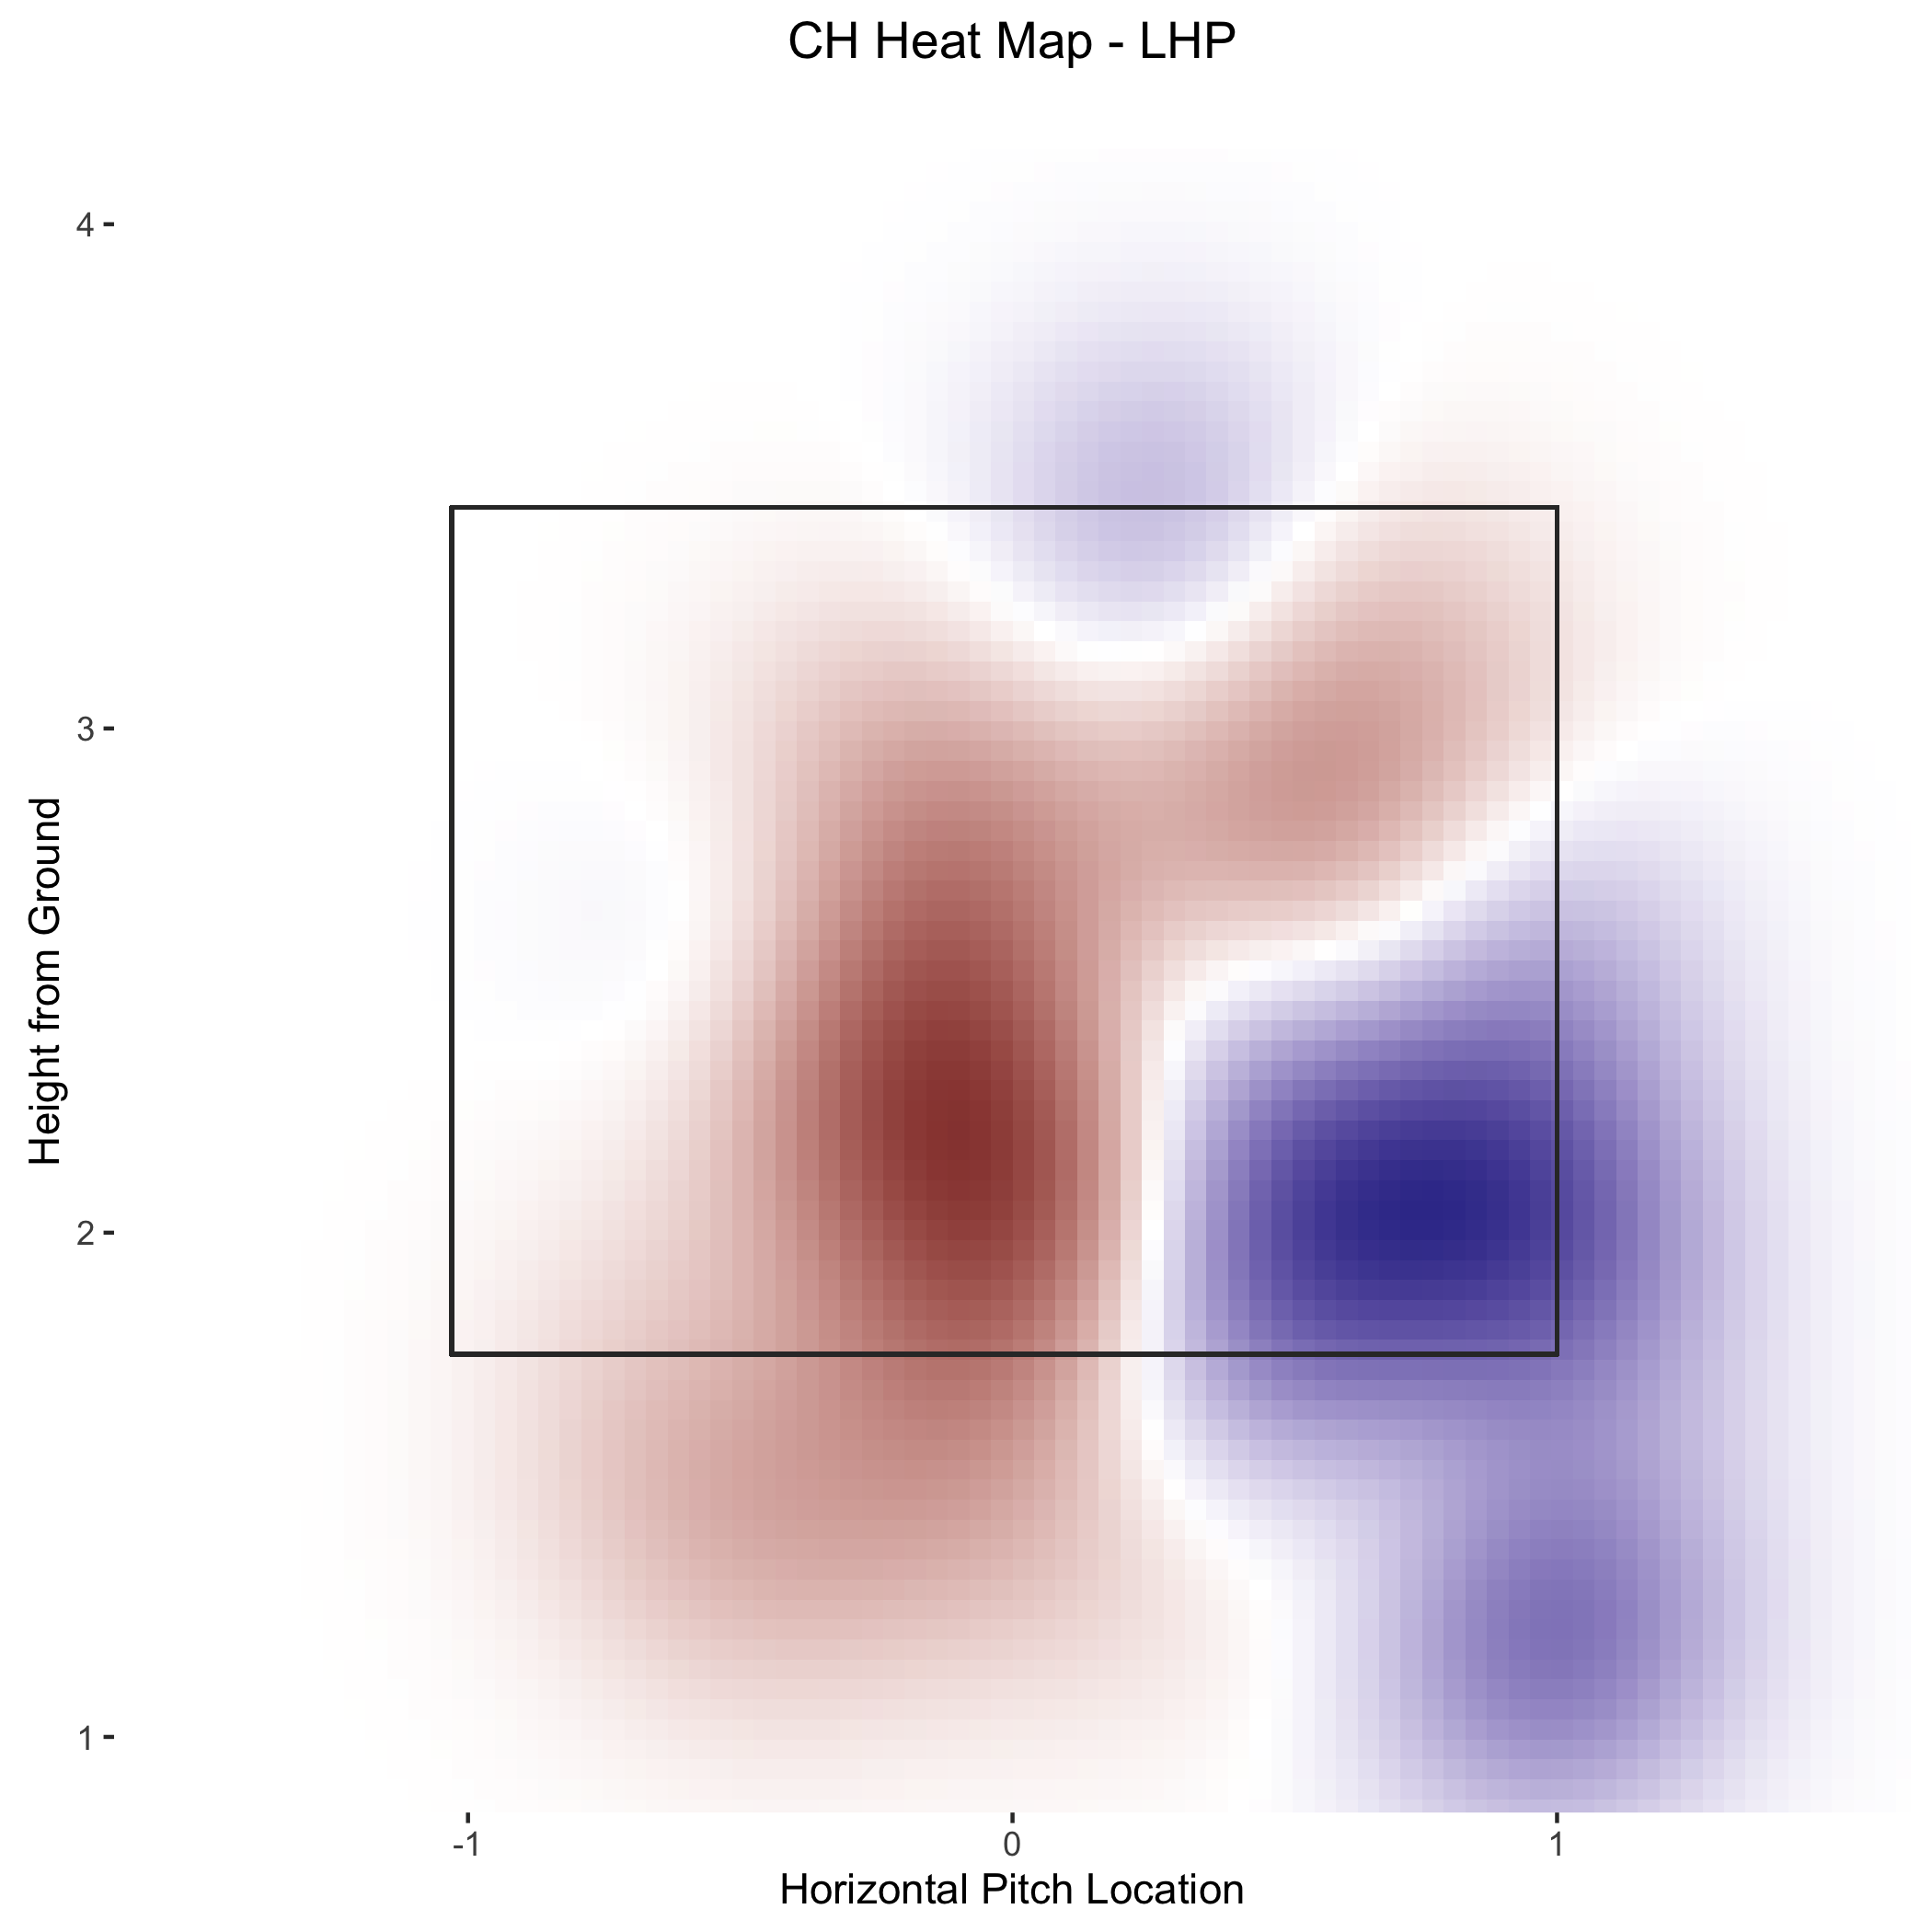 CH Heat Map - LHP
4
3
2
1
Height from Ground
-1 0 1
Horizontal Pitch Location